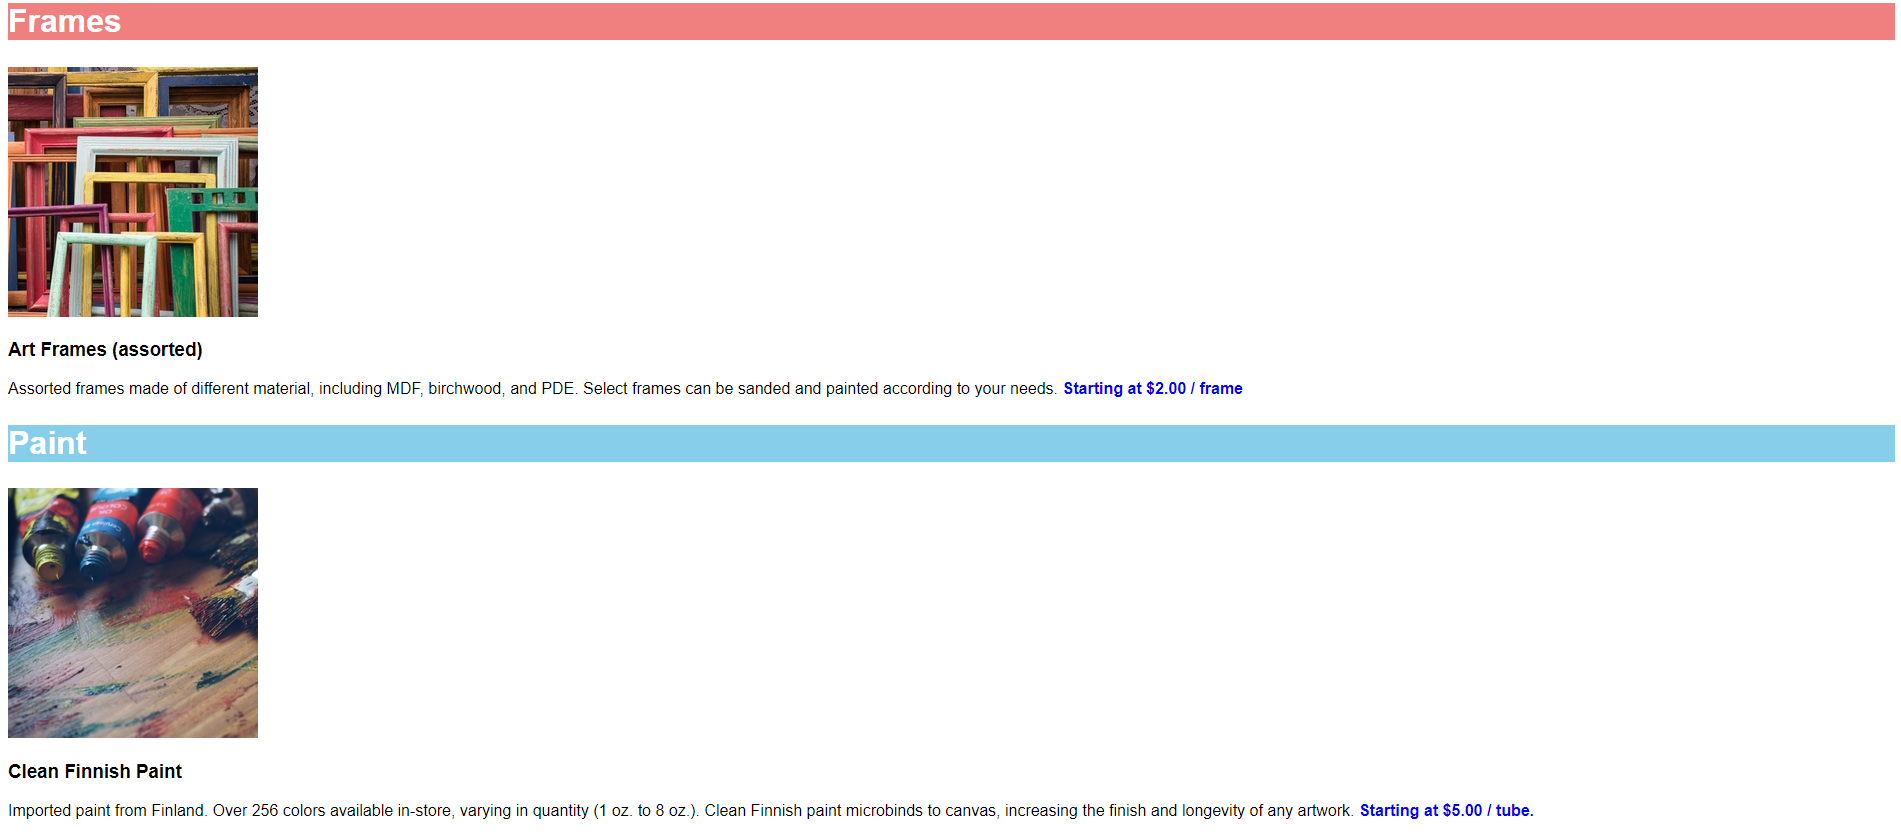 Frames
Art Frames (assorted)
Assorted frames made of different material, including MDF, birchwood, and PDE. Select frames can be sanded and painted according to your needs. Starting at $2.00 / frame
Paint
Clean Finnish Paint
Imported paint from Finland. Over 256 colors available in-store, varying in quantity (1 oz. to 8 oz.). Clean Finnish paint microbinds to canvas, increasing the finish and longevity of any artwork. Starting at $5.00 / tube.